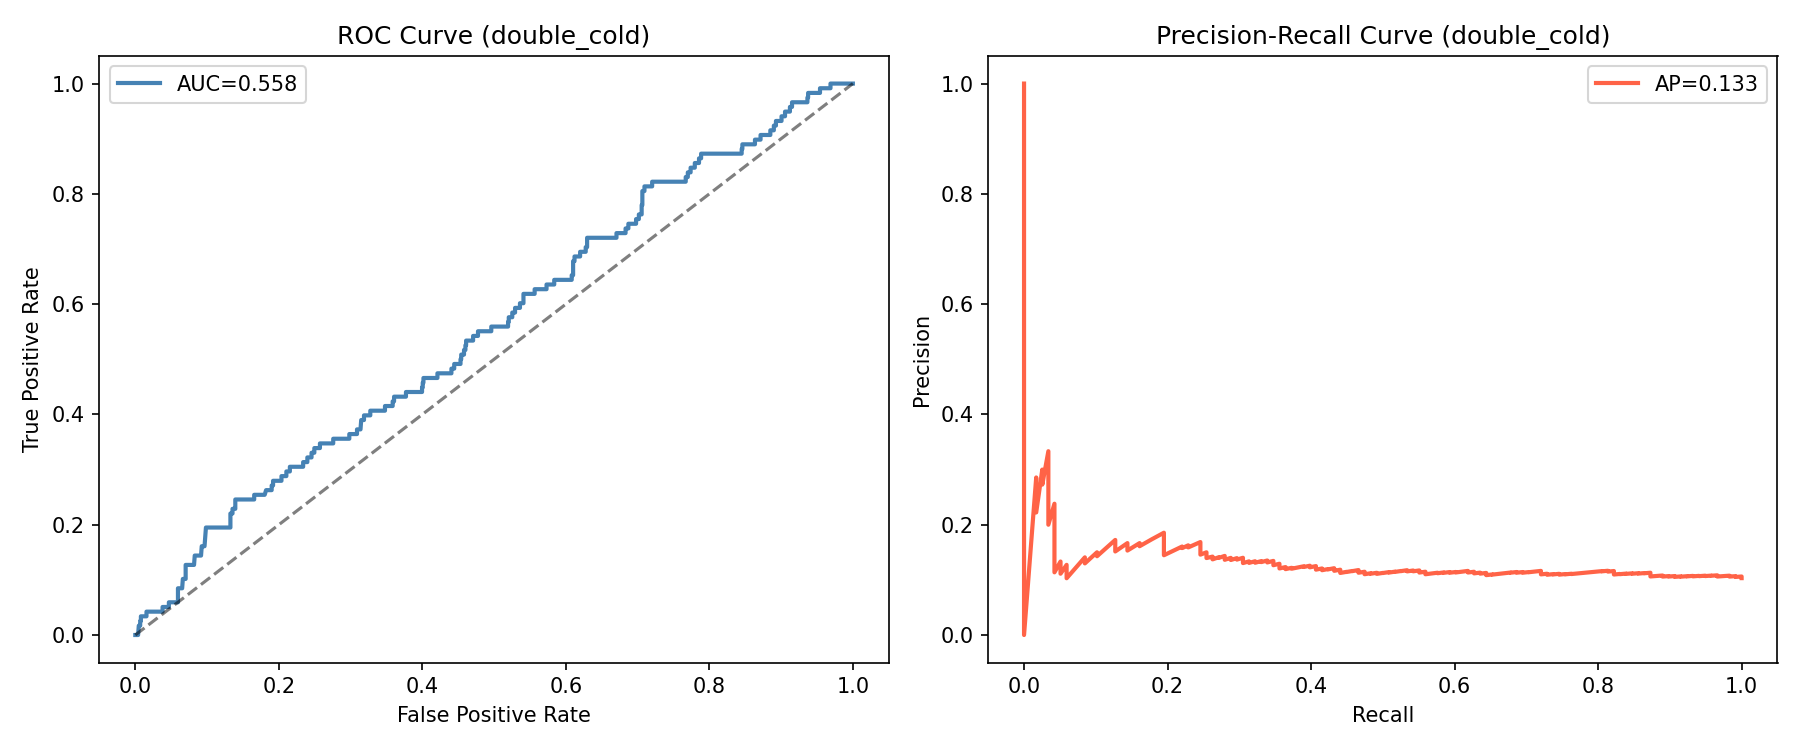 ROC Curve (double_cold)
AUC=0.558
1.0
0.8
0.6
0.4
0.2
0.0
True Positive Rate
0.0 0.2 0.4 0.6 0.8 1.0
False Positive Rate
Precision-Recall Curve (double_cold)
AP=0.133
1.0
0.8
0.6
0.4
0.2
0.0
Precision
0.0 0.2 0.4 0.6 0.8 1.0
Recall